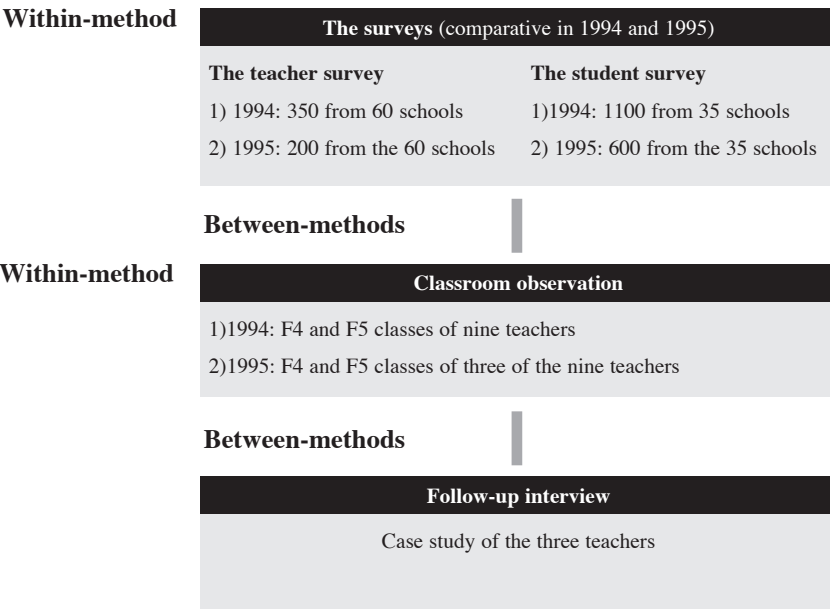 Within-method
The surveys (comparative in 1994 and 1995)
The teacher survey
1) 1994: 350 from 60 schools
2) 1995: 200 from the 60 schools
The student survey
1)1994: 1100 from 35 schools
2) 1995: 600 from the 35 schools
Between-methods
Within-method
Classroom observation
1)1994: F4 and F5 classes of nine teachers
2)1995: F4 and F5 classes of three of the nine teachers
Between-methods
Follow-up interview
Case study of the three teachers